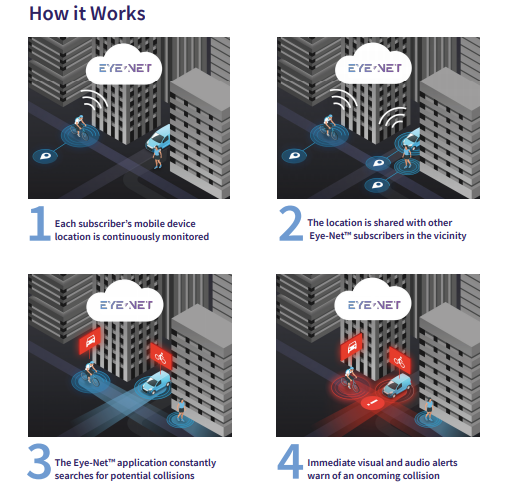 How it Works
EYE-NET
EYE-NET
1 Each subscriber's mobile device
location is continuously monitored
2 The location is shared with other
Eye-Net™ subscribers in the vicinity
EYE-NET
EYE-NET
3 The Eye-Net™ application constantly
searches for potential collisions
4 Immediate visual and audio alerts
warn of an oncoming collision